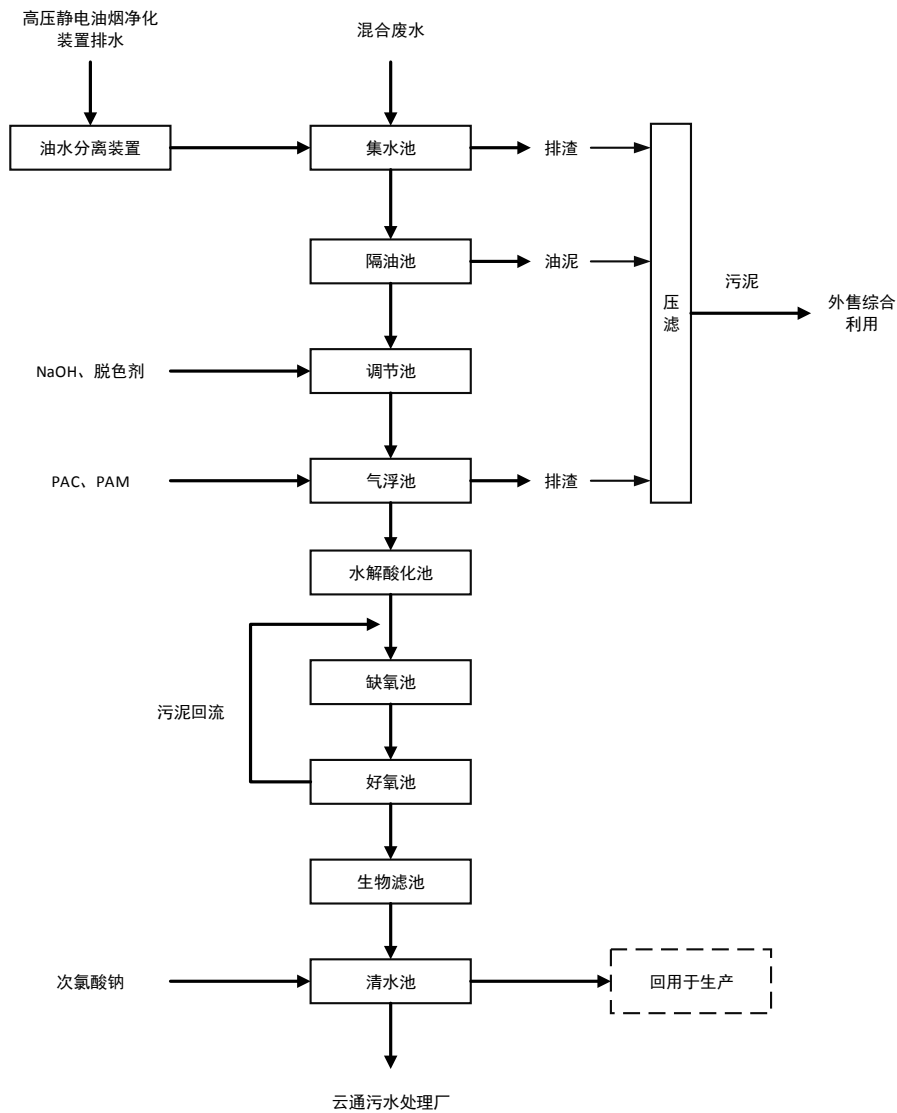 高压静电油烟净化
装置排水
混合废水
油水分离装置
集水池
排渣
隔油池
油泥
压
滤
污泥
外售综合
利用
NaOH、脱色剂
调节池
PAC、PAM
气浮池
排渣
水解酸化池
缺氧池
污泥回流
好氧池
生物滤池
次氯酸钠
清水池
回用于生产
云通污水处理厂